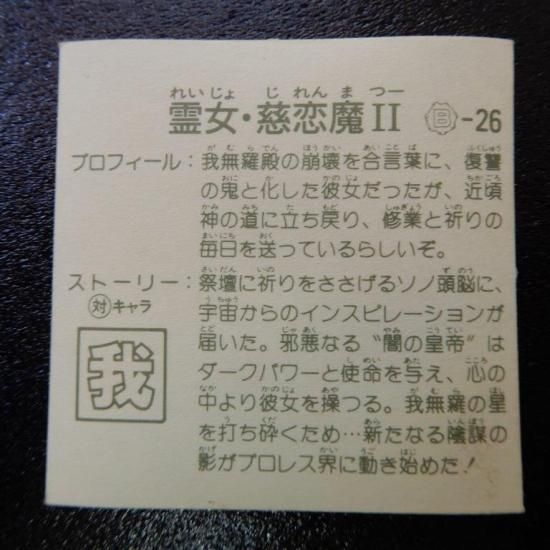 れいじょ じれんまつー
霊女・慈恋魔II Ⓑ-26
プロフィール：我無羅殿の崩壊を合言葉に、復讐
の鬼と化した彼女だったが、近頃
神の道に立ち戻り、修業と祈りの
毎日を送っているらしいぞ。
ストーリー：祭壇に祈りをささげるソノ頭脳に、
㊥キャラ 宇宙からのインスピレーションが
届いた。邪悪なる〝闇の皇帝〟は
我 ダークパワーと使命を与え、心の
中より彼女を操つる。我無羅の星
を打ち砕くため…新たなる陰謀の
影がプロレス界に動き始めた！